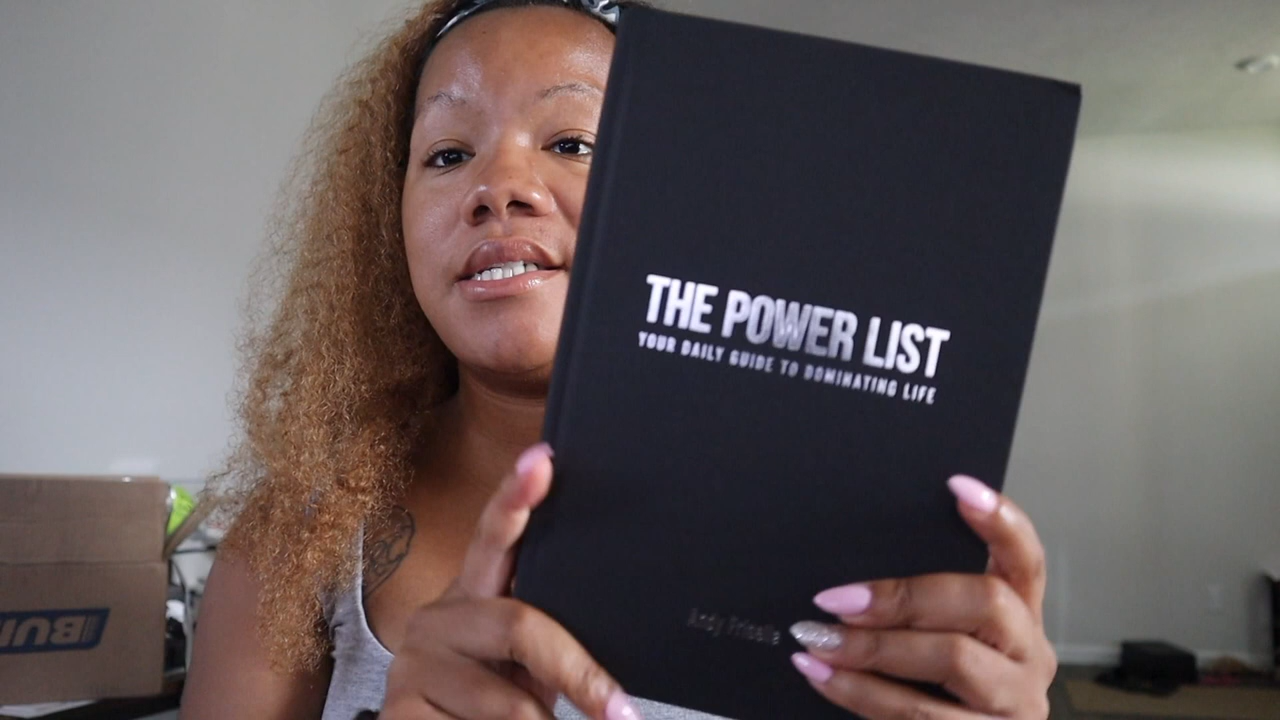 THE POWER LIST
YOUR DAILY GUIDE TO DOMINATING LIFE
Andy Frisella